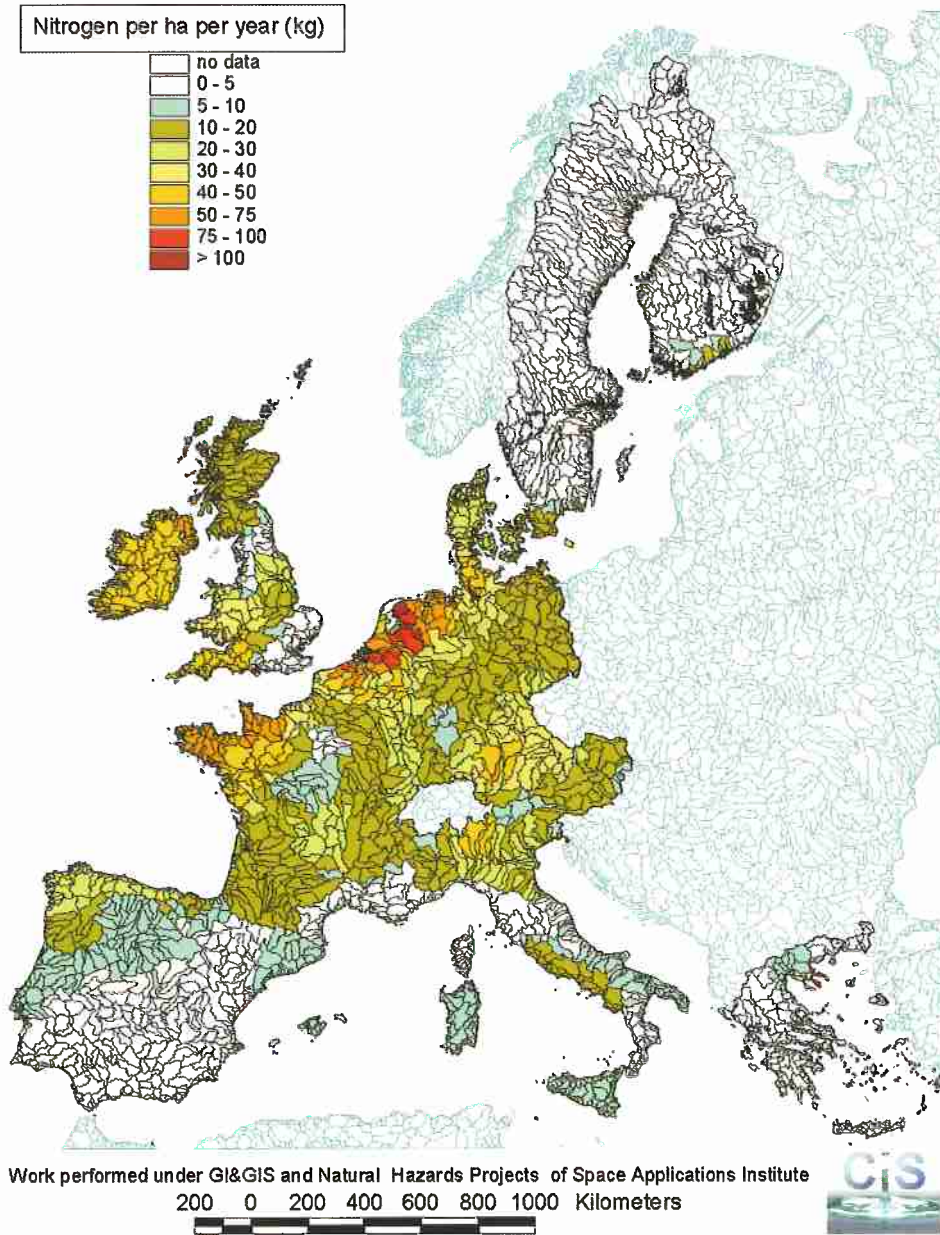 Nitrogen per ha per year (kg)
no data
0 - 5
5 - 10
10 - 20
20 - 30
30 - 40
40 - 50
50 - 75
75 - 100
> 100
Work performed under GI&GIS and Natural Hazards Projects of Space Applications Institute
200 0 200 400 600 800 1000 Kilometers
CiS